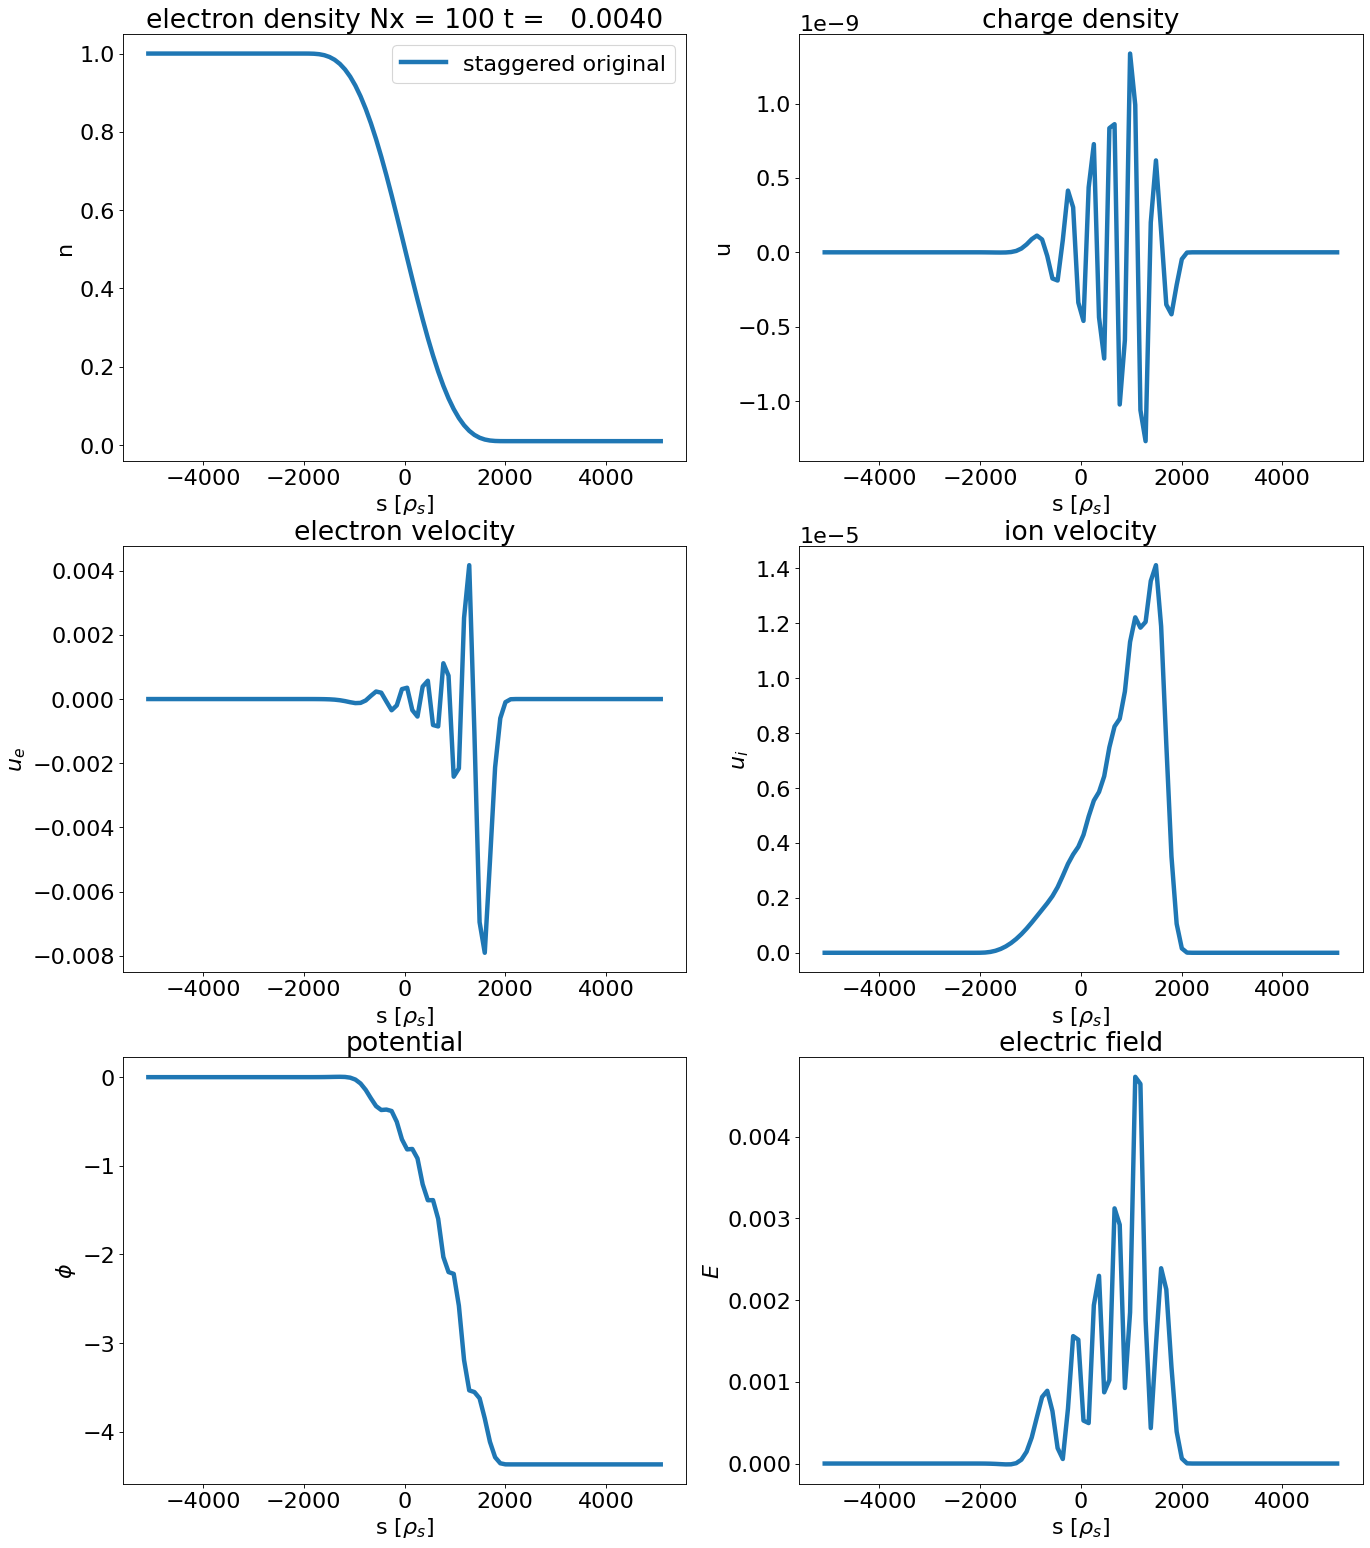 electron density Nx = 100 t =   0.0040
staggered original
n
1.0
0.8
0.6
0.4
0.2
0.0
−4000 −2000 0 2000 4000
s [ρs]
charge density
1e−9
u
1.0
0.5
0.0
−0.5
−1.0
−4000 −2000 0 2000 4000
s [ρs]
electron velocity
ue
0.004
0.002
0.000
−0.002
−0.004
−0.006
−0.008
−4000 −2000 0 2000 4000
s [ρs]
ion velocity
1e−5
ui
1.4
1.2
1.0
0.8
0.6
0.4
0.2
0.0
−4000 −2000 0 2000 4000
s [ρs]
potential
ϕ
0
−1
−2
−3
−4
−4000 −2000 0 2000 4000
s [ρs]
electric field
E
0.004
0.003
0.002
0.001
0.000
−4000 −2000 0 2000 4000
s [ρs]